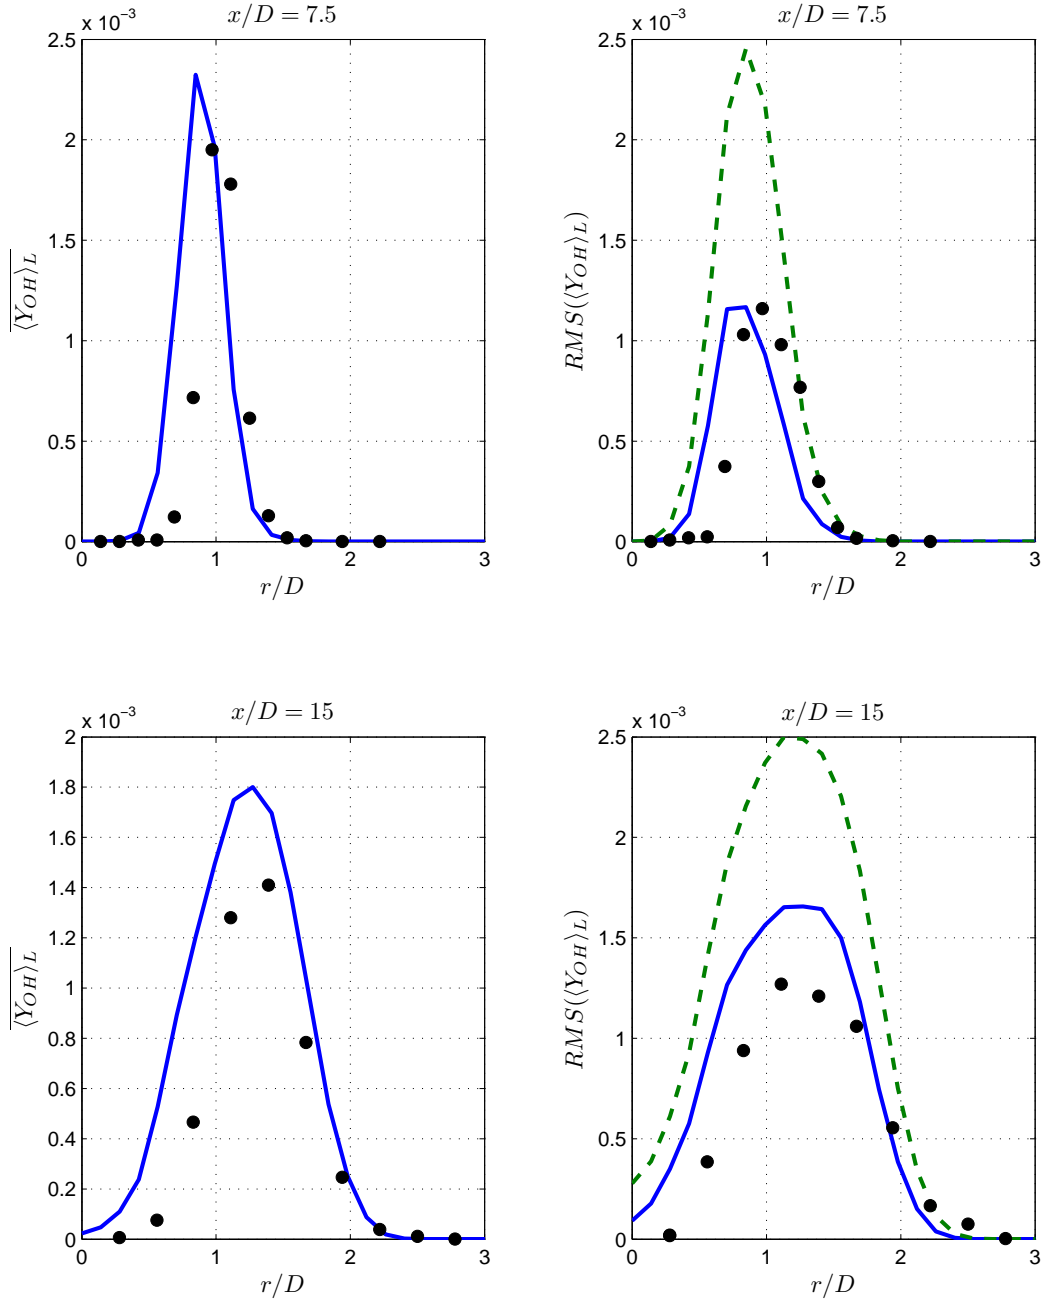 x/D = 7.5
x 10⁻³
2.5
2
1.5
1
0.5
0
0 1 2 3
r/D
⟨Y_OH⟩_L
x/D = 7.5
x 10⁻³
2.5
2
1.5
1
0.5
0
0 1 2 3
r/D
RMS(⟨Y_OH⟩_L)
x/D = 15
x 10⁻³
2
1.8
1.6
1.4
1.2
1
0.8
0.6
0.4
0.2
0
0 1 2 3
r/D
⟨Y_OH⟩_L
x/D = 15
x 10⁻³
2.5
2
1.5
1
0.5
0
0 1 2 3
r/D
RMS(⟨Y_OH⟩_L)